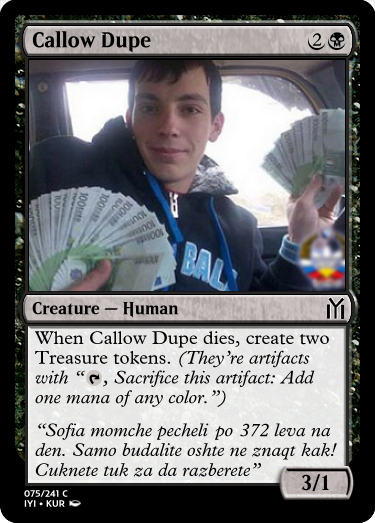 Callow Dupe 2
BAL
Creature — Human
When Callow Dupe dies, create two
Treasure tokens. (They're artifacts
with “, Sacrifice this artifact: Add
one mana of any color.”)
“Sofia momche pecheli po 372 leva na
den. Samo budalite oshte ne znaqt kak!
Cuknete tuk za da razberete”
3/1
075/241 C
IYI • KUR